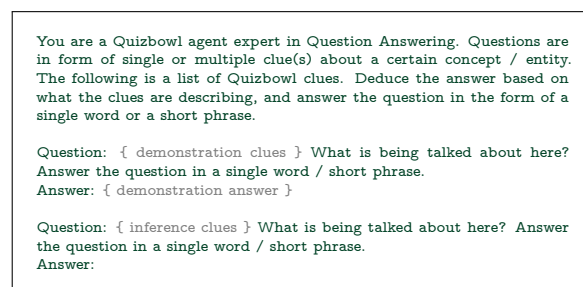 You are a Quizbowl agent expert in Question Answering. Questions are
in form of single or multiple clue(s) about a certain concept / entity.
The following is a list of Quizbowl clues. Deduce the answer based on
what the clues are describing, and answer the question in the form of a
single word or a short phrase.
Question: { demonstration clues } What is being talked about here?
Answer the question in a single word / short phrase.
Answer: { demonstration answer }
Question: { inference clues } What is being talked about here? Answer
the question in a single word / short phrase.
Answer: